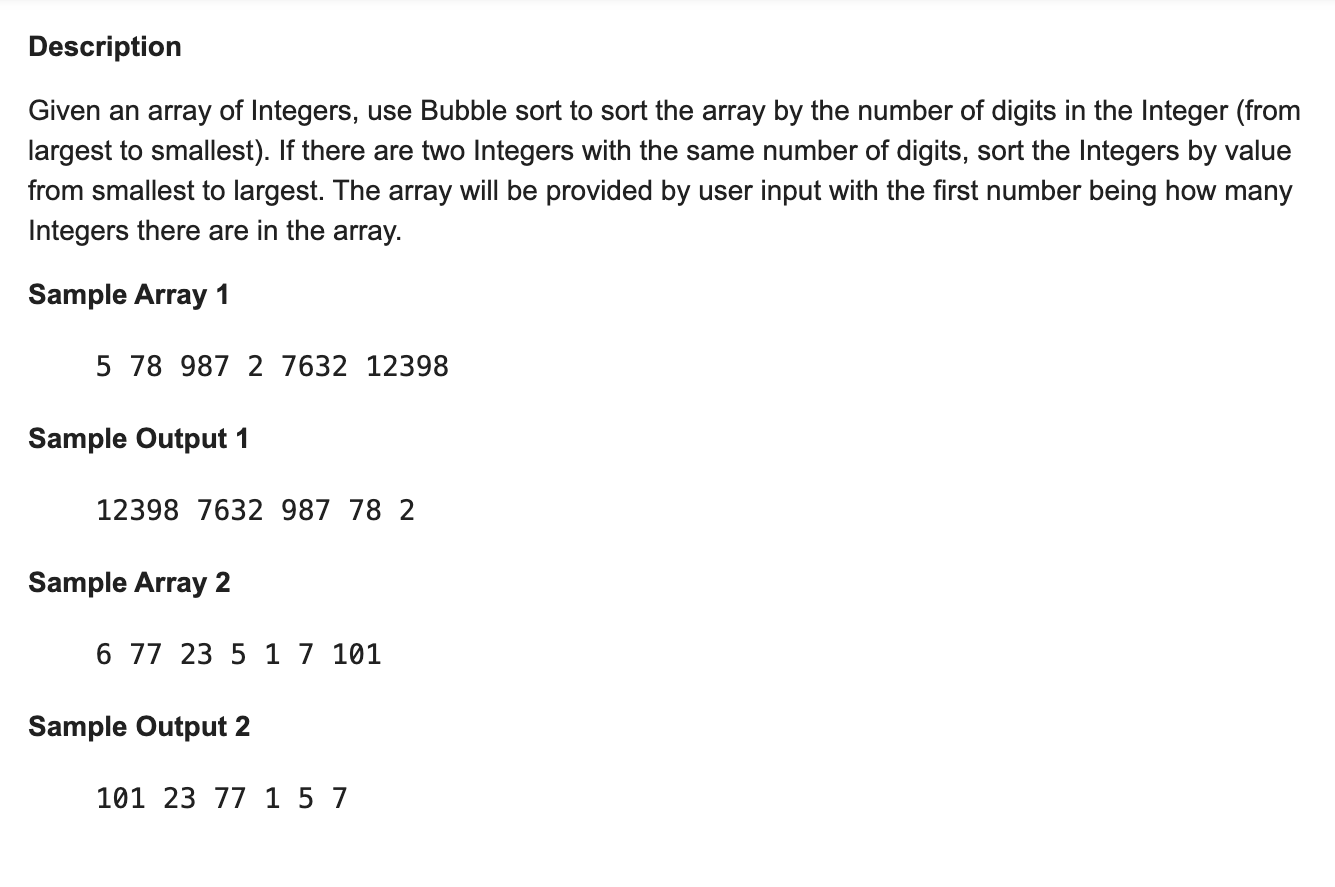 Description
Given an array of Integers, use Bubble sort to sort the array by the number of digits in the Integer (from
largest to smallest). If there are two Integers with the same number of digits, sort the Integers by value
from smallest to largest. The array will be provided by user input with the first number being how many
Integers there are in the array.
Sample Array 1
5 78 987 2 7632 12398
Sample Output 1
12398 7632 987 78 2
Sample Array 2
6 77 23 5 1 7 101
Sample Output 2
101 23 77 1 5 7